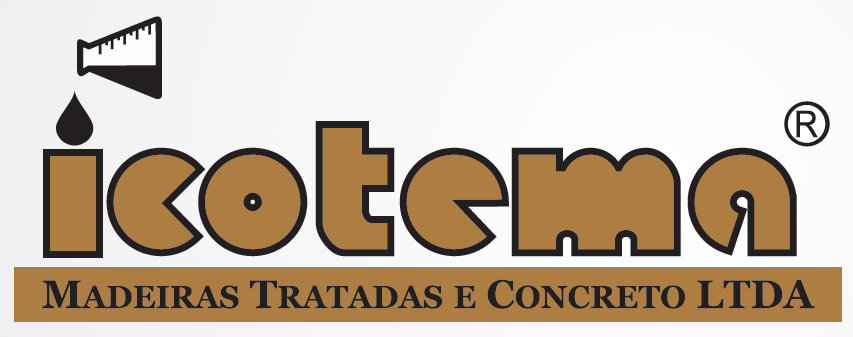 icotema®
MADEIRAS TRATADAS E CONCRETO LTDA